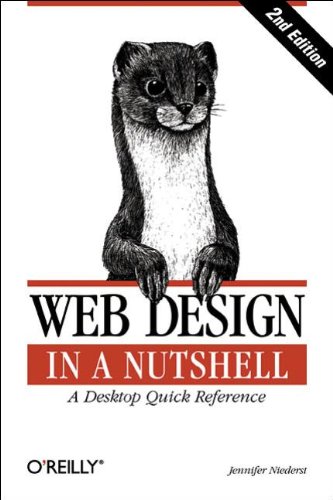 2nd Edition
WEB DESIGN
IN A NUTSHELL
A Desktop Quick Reference
O'REILLY®
Jennifer Niederst